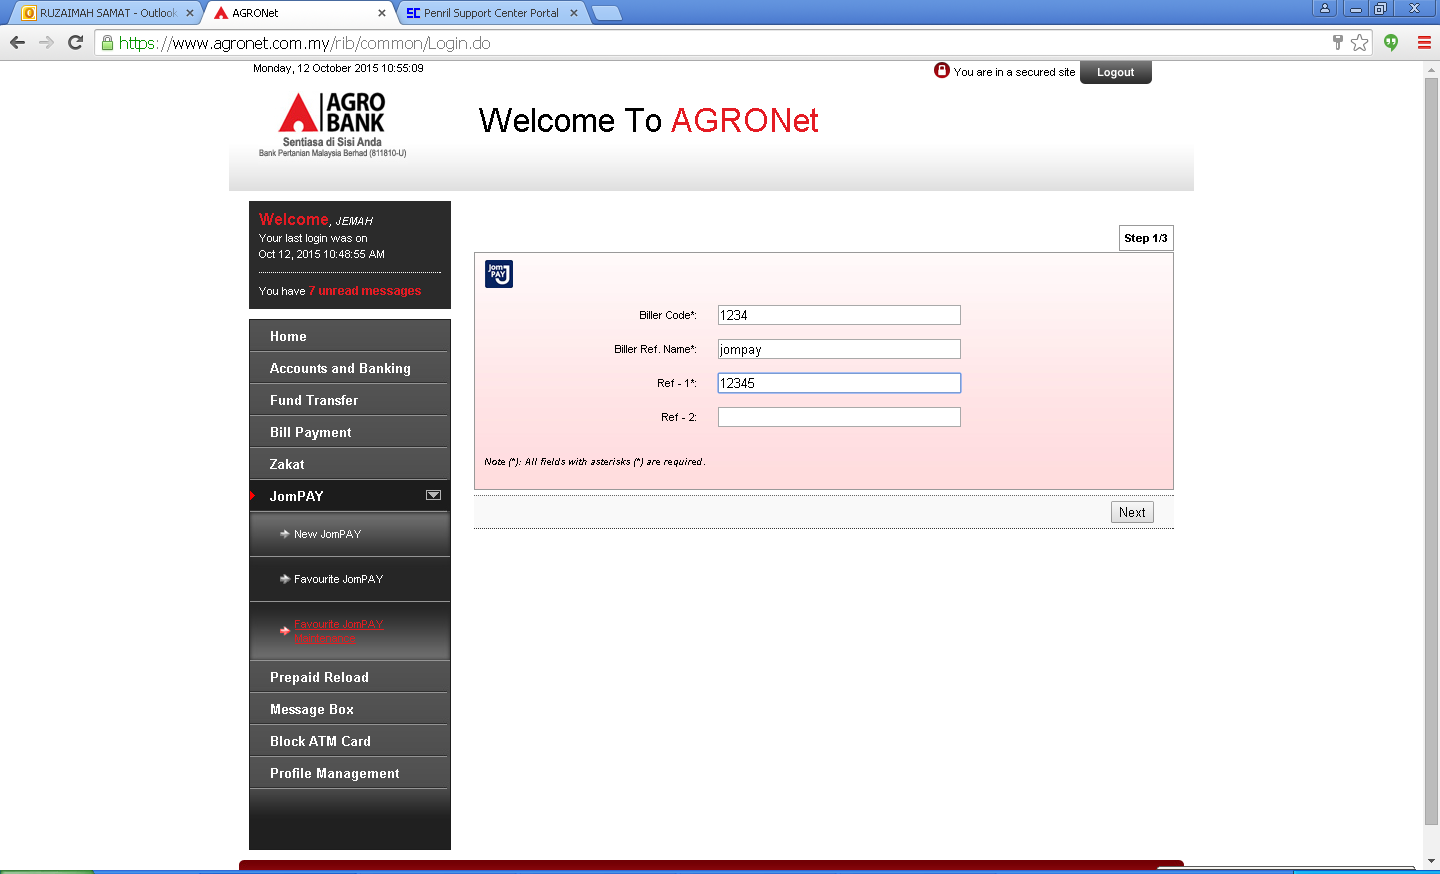 RUZAIMAH SAMAT - Outlook
AGRONet
Penril Support Center Portal
https://www.agronet.com.my/rib/common/Login.do
Monday, 12 October 2015 10:55:09
You are in a secured site
Logout
AGRO
BANK
Sentiasa di Sisi Anda
Bank Pertanian Malaysia Berhad (811810-U)
Welcome To AGRONet
Welcome, JEMAH
Your last login was on
Oct 12, 2015 10:48:55 AM
You have 7 unread messages
Home
Accounts and Banking
Fund Transfer
Bill Payment
Zakat
JomPAY
New JomPAY
Favourite JomPAY
Favourite JomPAY
Maintenance
Prepaid Reload
Message Box
Block ATM Card
Profile Management
Step 1/3
Jom
PAY
Biller Code*: 1234
Biller Ref. Name*: jompay
Ref - 1*: 12345
Ref - 2:
Note (*): All fields with asterisks (*) are required.
Next